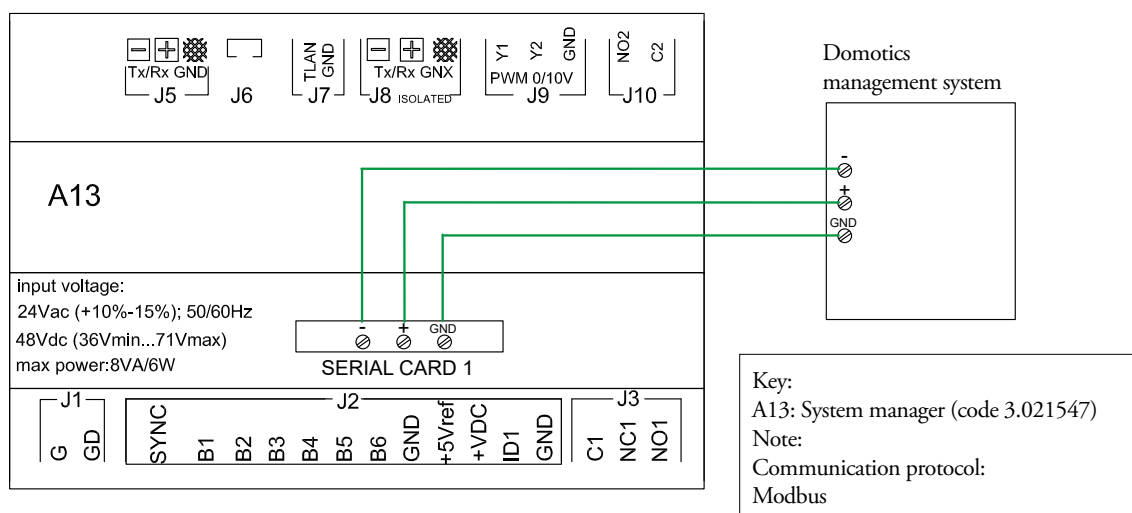 - + - +
Tx/Rx GND
J5
J6
TLAN
GND
J7
Tx/Rx GNX
J8 ISOLATED
Y1
Y2
GND
PWM 0/10V
J9
NO2
C2
J10
Domotics
management system
-
+
GND
A13
input voltage:
24Vac (+10%-15%); 50/60Hz
48Vdc (36Vmin...71Vmax)
max power:8VA/6W
- + GND
SERIAL CARD 1
J1
G
GD
J2
SYNC
B1
B2
B3
B4
B5
B6
GND
+5Vref
+VDC
ID1
GND
J3
C1
NC1
NO1
Key:
A13: System manager (code 3.021547)
Note:
Communication protocol:
Modbus